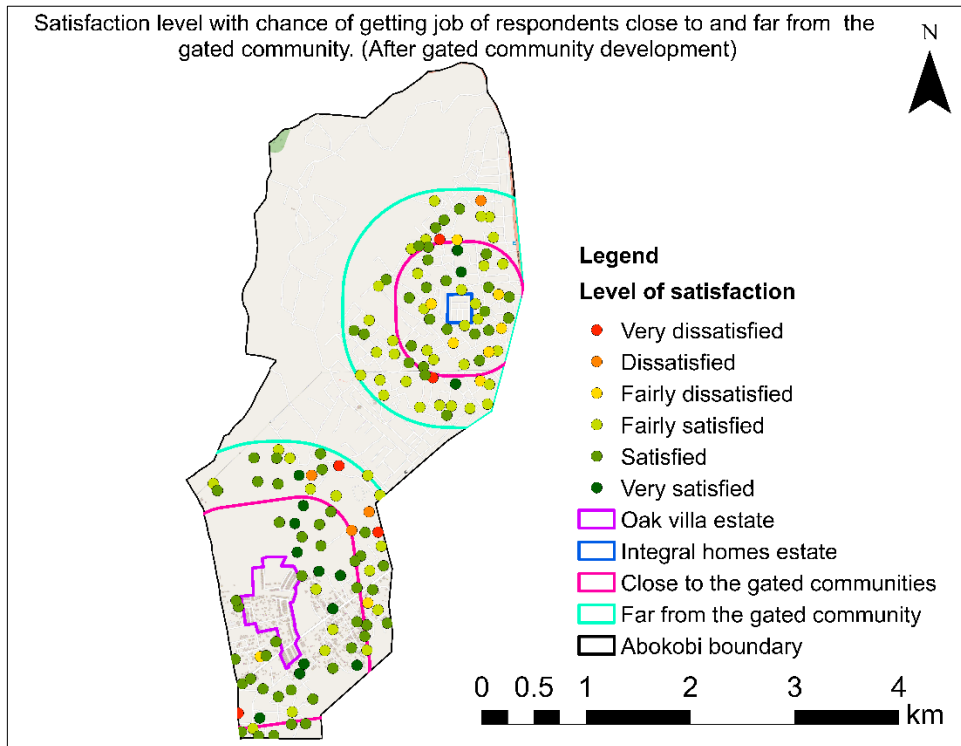 Satisfaction level with chance of getting job of respondents close to and far from the
gated community. (After gated community development)
N
Legend
Level of satisfaction
Very dissatisfied
Dissatisfied
Fairly dissatisfied
Fairly satisfied
Satisfied
Very satisfied
Oak villa estate
Integral homes estate
Close to the gated communities
Far from the gated community
Abokobi boundary
0 0.5 1 2 3 4
km